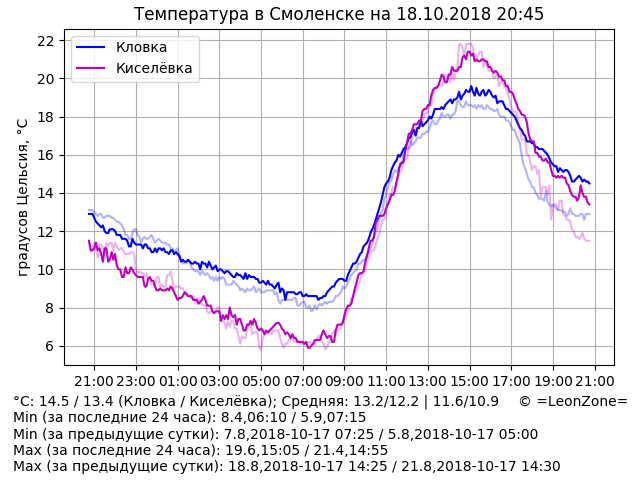 Температура в Смоленске на 18.10.2018 20:45
Кловка
Киселёвка
градусов Цельсия, °C
22
20
18
16
14
12
10
8
6
21:00 23:00 01:00 03:00 05:00 07:00 09:00 11:00 13:00 15:00 17:00 19:00 21:00
°C: 14.5 / 13.4 (Кловка / Киселёвка); Средняя: 13.2/12.2 | 11.6/10.9 © =LeonZone=
Min (за последние 24 часа): 8.4,06:10 / 5.9,07:15
Min (за предыдущие сутки): 7.8,2018-10-17 07:25 / 5.8,2018-10-17 05:00
Max (за последние 24 часа): 19.6,15:05 / 21.4,14:55
Max (за предыдущие сутки): 18.8,2018-10-17 14:25 / 21.8,2018-10-17 14:30